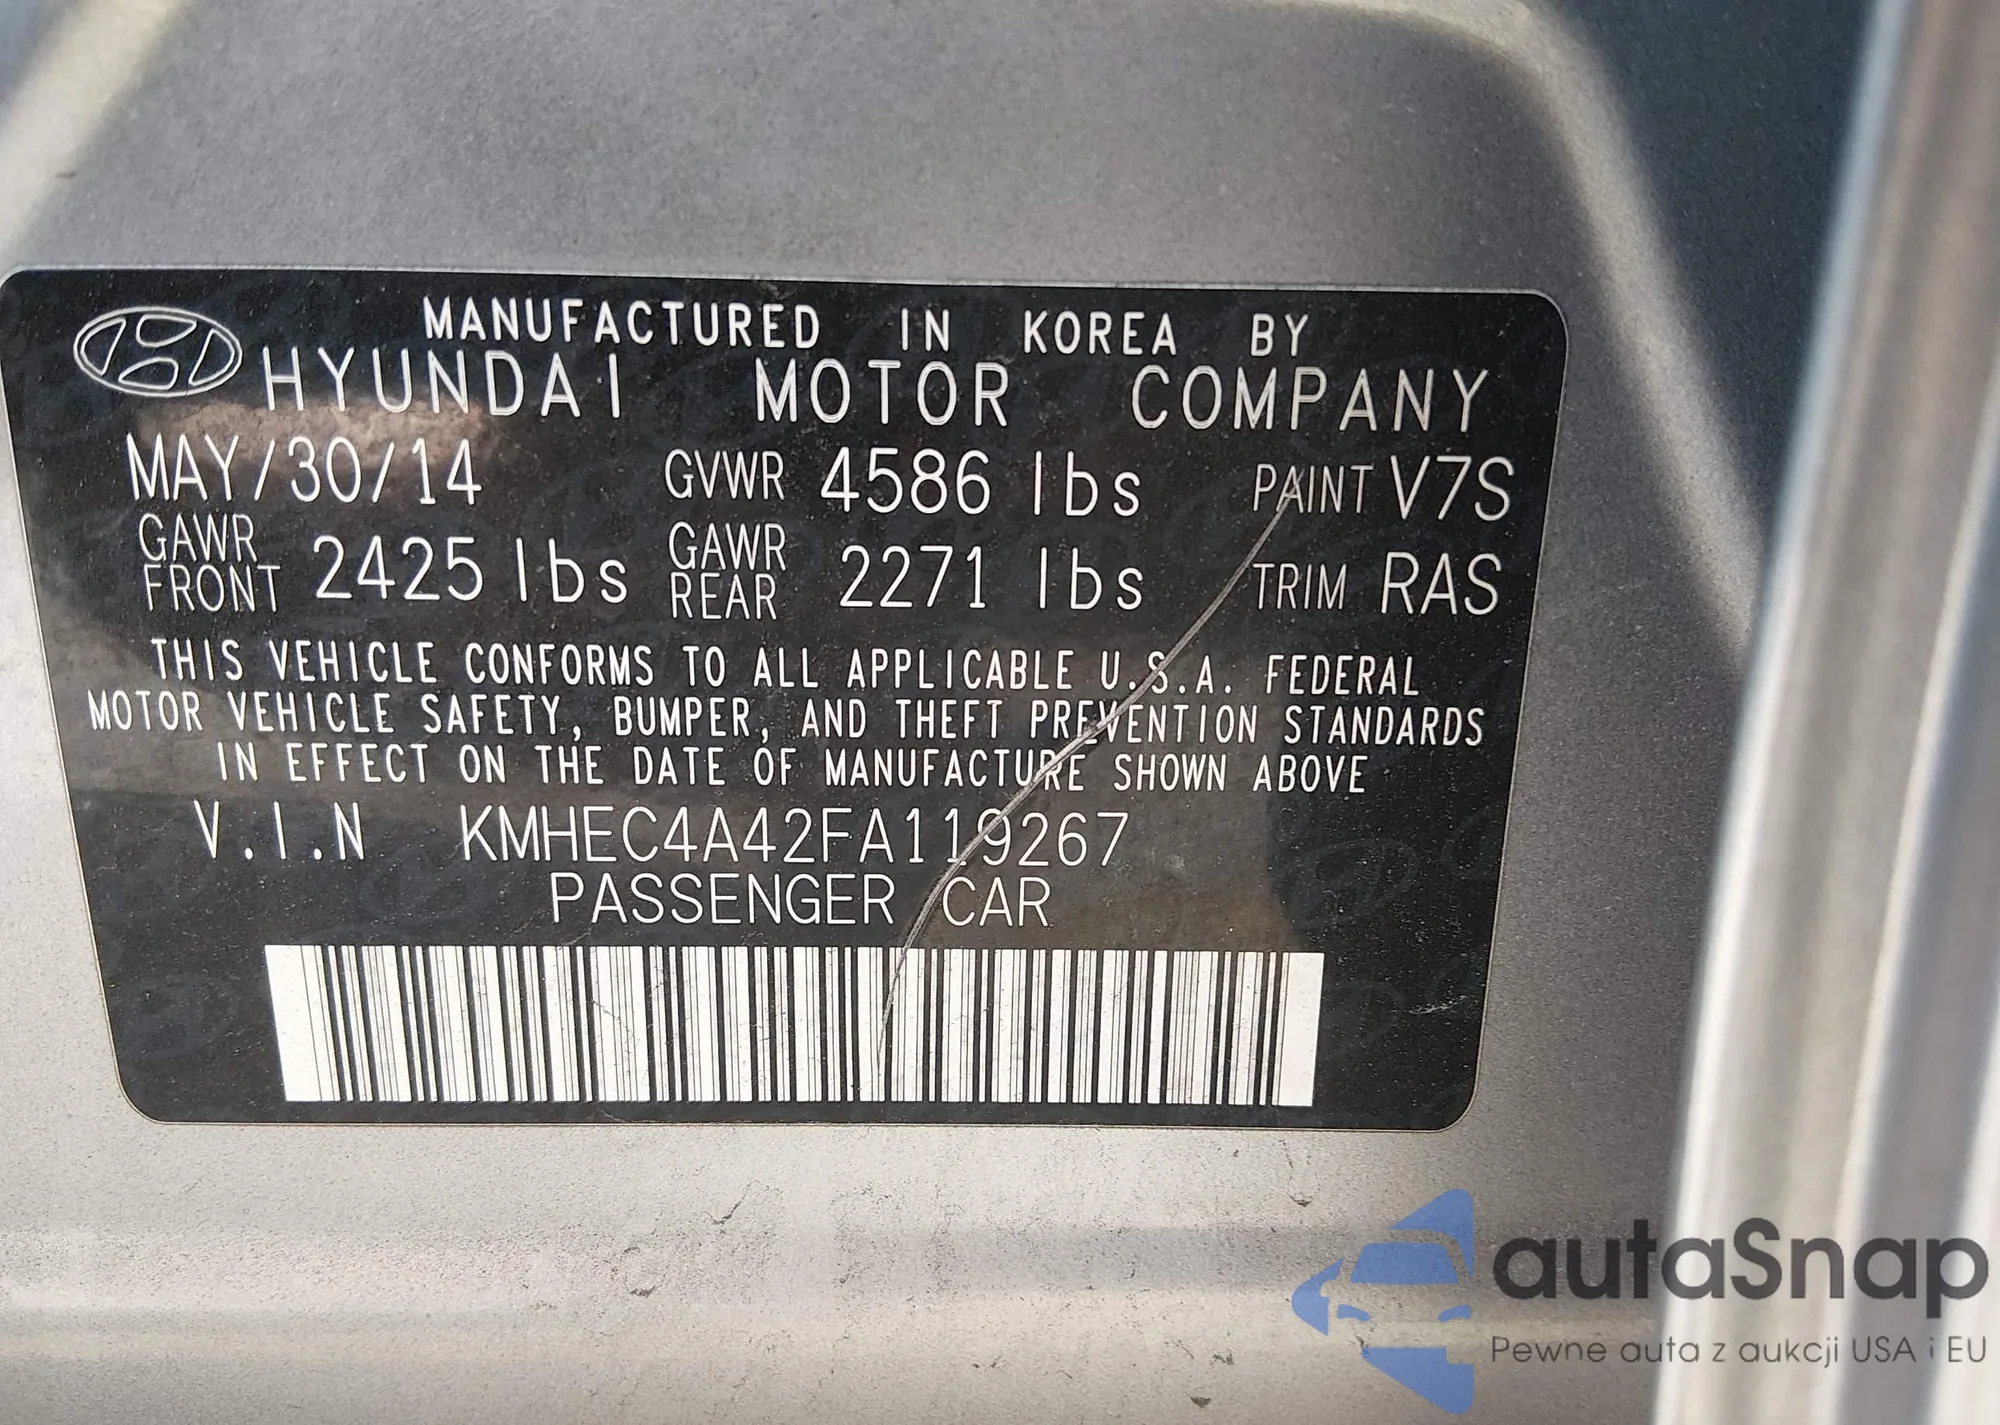 MANUFACTURED IN KOREA BY
HYUNDAI MOTOR COMPANY
MAY/30/14 GVWR 4586 lbs PAINT V7S
GAWR FRONT 2425 lbs GAWR REAR 2271 lbs TRIM RAS
THIS VEHICLE CONFORMS TO ALL APPLICABLE U.S.A. FEDERAL
MOTOR VEHICLE SAFETY, BUMPER, AND THEFT PREVENTION STANDARDS
IN EFFECT ON THE DATE OF MANUFACTURE SHOWN ABOVE
V.I.N KMHEC4A42FA119267
PASSENGER CAR
autaSnap
Pewne auta z aukcji USA i EU